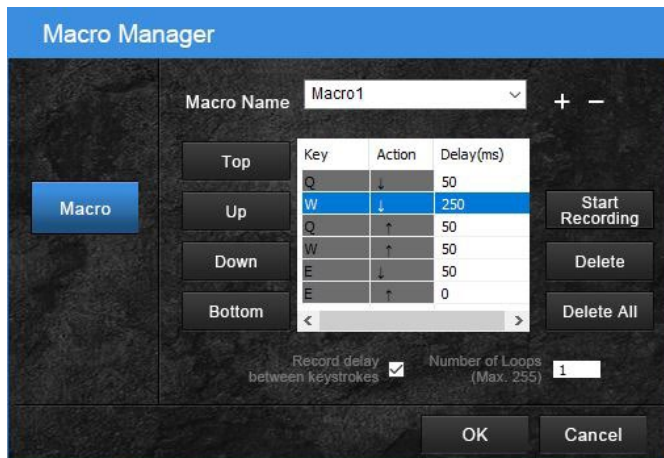 Macro Manager
Macro Name Macro1 + −
Top
Up
Down
Bottom
Macro
Key Action Delay(ms)
Q ↓ 50
W ↓ 250
Q ↑ 50
W ↑ 50
E ↓ 50
E ↑ 0
Start
Recording
Delete
Delete All
Record delay
between keystrokes
Number of Loops
(Max. 255)
1
OK Cancel